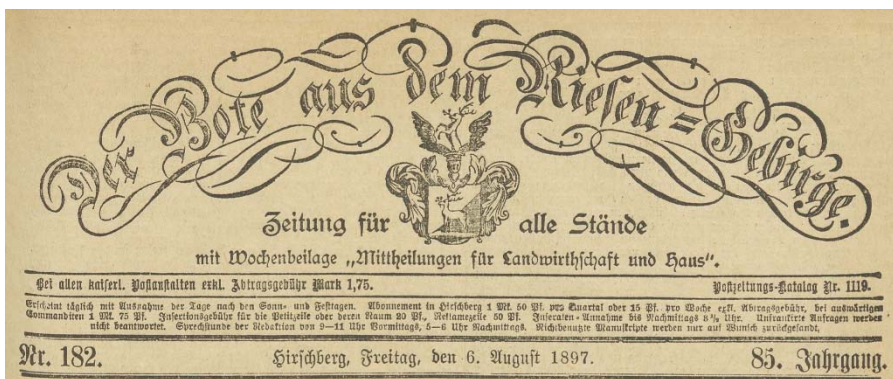 Der Bote aus dem Riesen-Gebirge.
Zeitung für alle Stände
mit Wochenbeilage „Mittheilungen für Landwirthschaft und Haus“.
Bei allen kaiserl. Postanstalten exkl. Abtragsgebühr Mark 1,75. Postzeitungs-Katalog Nr. 1119.
Erscheint täglich mit Ausnahme der Tage nach den Sonn- und Festtagen. Abonnement in Hirschberg 1 Mk. 50 Pf. pro Quartal oder 15 Pf. pro Woche exkl. Abtragsgebühr, bei auswärtigen
Commanditen 1 Mk. 75 Pf. Insertionsgebühr für die Petitzeile oder deren Raum 20 Pf., Reklamezeile 50 Pf. Inseraten-Annahme bis Nachmittags 3½ Uhr. Unfrankirte Anfragen werden
nicht beantwortet. Sprechstunde der Redaktion von 9—11 Uhr Vormittags, 5—6 Uhr Nachmittags. Nichtbenutzte Manuskripte werden nur auf Wunsch zurückgesandt.
Nr. 182. Hirschberg, Freitag, den 6. August 1897. 85. Jahrgang.